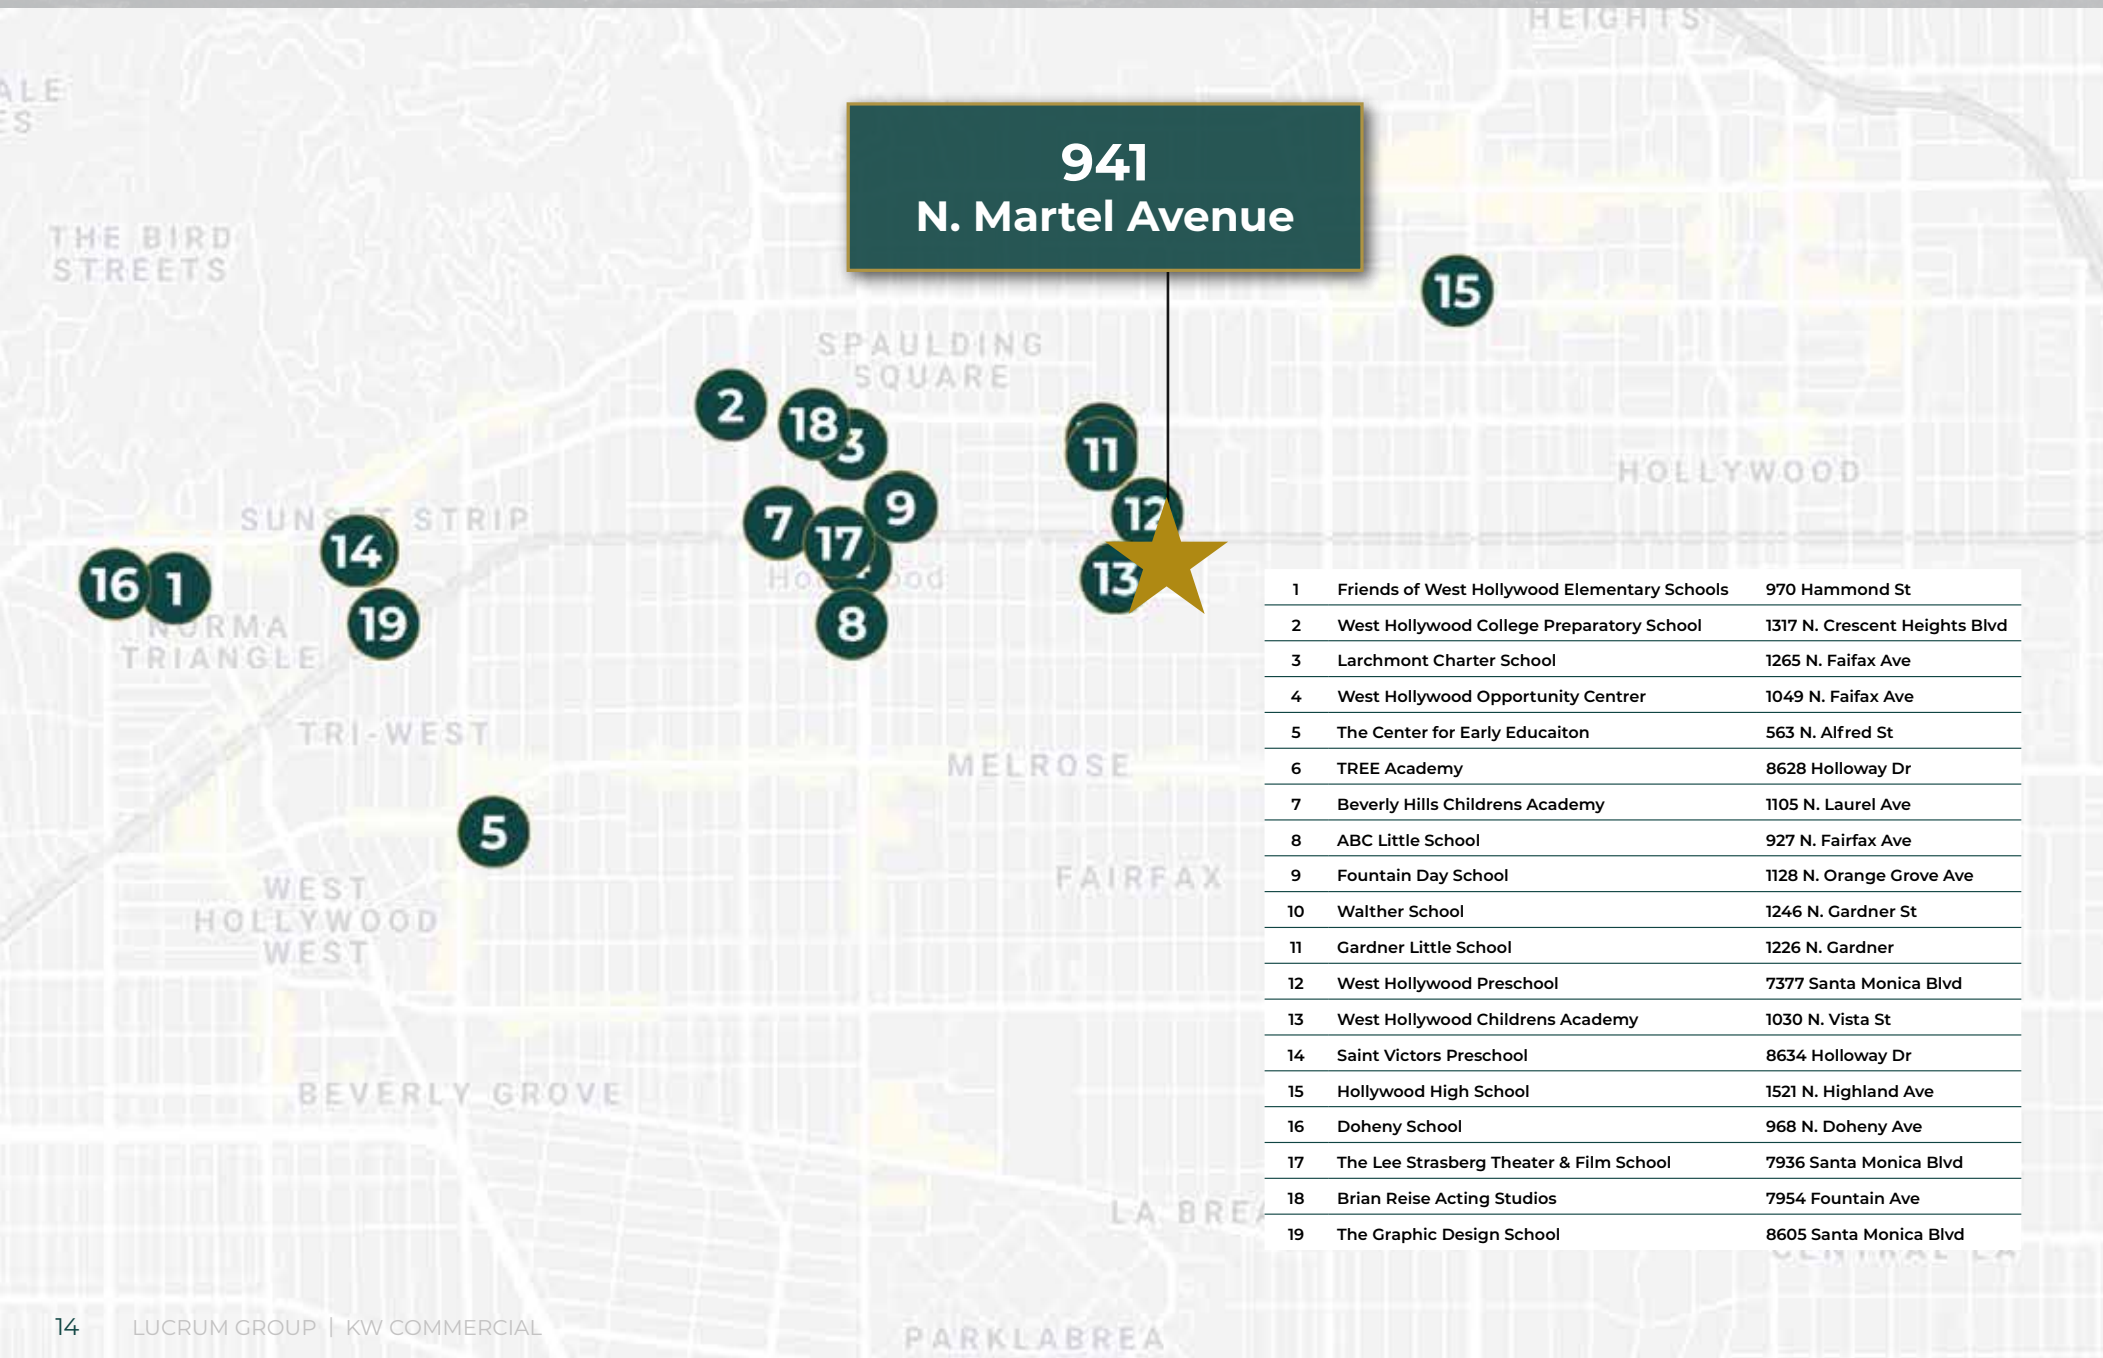 HEIGHTS
ALE
ES
941
N. Martel Avenue
THE BIRD
STREETS
15
SPAULDING
SQUARE
2
18
3
11
HOLLYWOOD
SUNSET STRIP
9
12
7
17
14
16
1
13
19
8
NORMA
TRIANGLE
TRI-WEST
MELROSE
5
FAIRFAX
WEST
HOLLYWOOD
WEST
BEVERLY GROVE
LA BREA
CENTRAL LA
PARKLABREA
1 Friends of West Hollywood Elementary Schools 970 Hammond St
2 West Hollywood College Preparatory School 1317 N. Crescent Heights Blvd
3 Larchmont Charter School 1265 N. Faifax Ave
4 West Hollywood Opportunity Centrer 1049 N. Faifax Ave
5 The Center for Early Educaiton 563 N. Alfred St
6 TREE Academy 8628 Holloway Dr
7 Beverly Hills Childrens Academy 1105 N. Laurel Ave
8 ABC Little School 927 N. Fairfax Ave
9 Fountain Day School 1128 N. Orange Grove Ave
10 Walther School 1246 N. Gardner St
11 Gardner Little School 1226 N. Gardner
12 West Hollywood Preschool 7377 Santa Monica Blvd
13 West Hollywood Childrens Academy 1030 N. Vista St
14 Saint Victors Preschool 8634 Holloway Dr
15 Hollywood High School 1521 N. Highland Ave
16 Doheny School 968 N. Doheny Ave
17 The Lee Strasberg Theater & Film School 7936 Santa Monica Blvd
18 Brian Reise Acting Studios 7954 Fountain Ave
19 The Graphic Design School 8605 Santa Monica Blvd
14 LUCRUM GROUP | KW COMMERCIAL